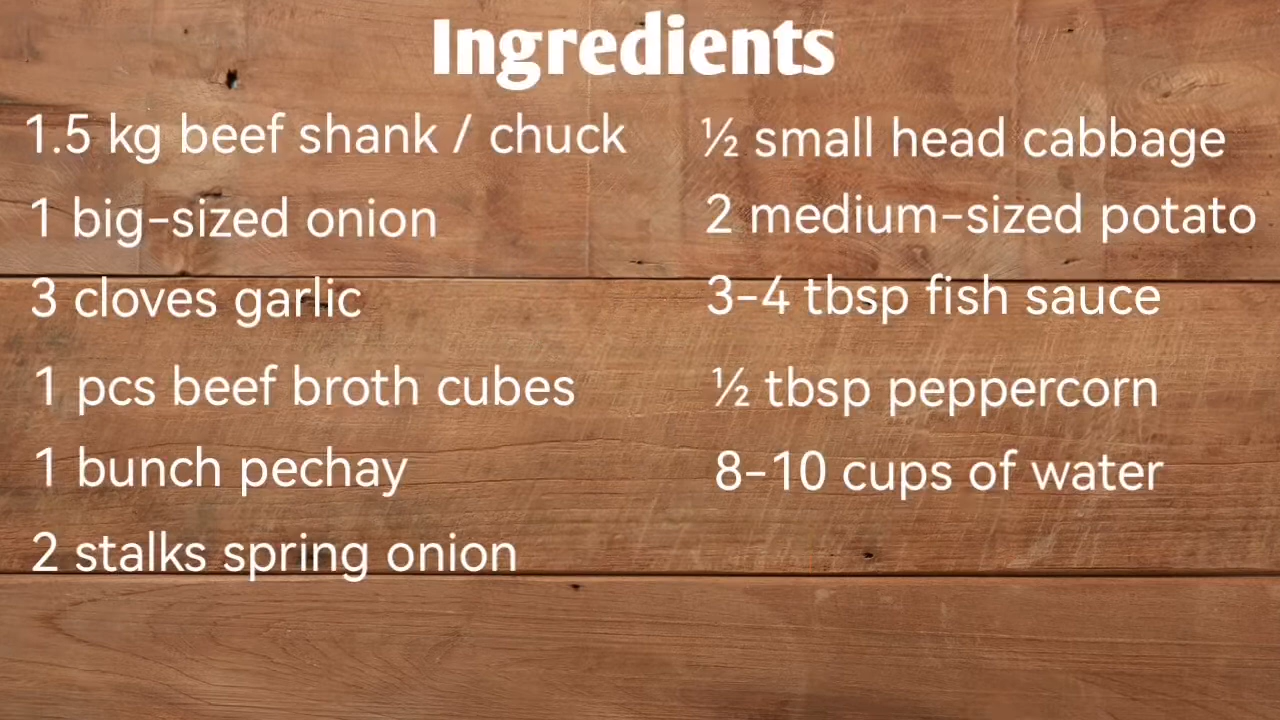 Ingredients
1.5 kg beef shank / chuck
1 big-sized onion
3 cloves garlic
1 pcs beef broth cubes
1 bunch pechay
2 stalks spring onion
½ small head cabbage
2 medium-sized potato
3-4 tbsp fish sauce
½ tbsp peppercorn
8-10 cups of water